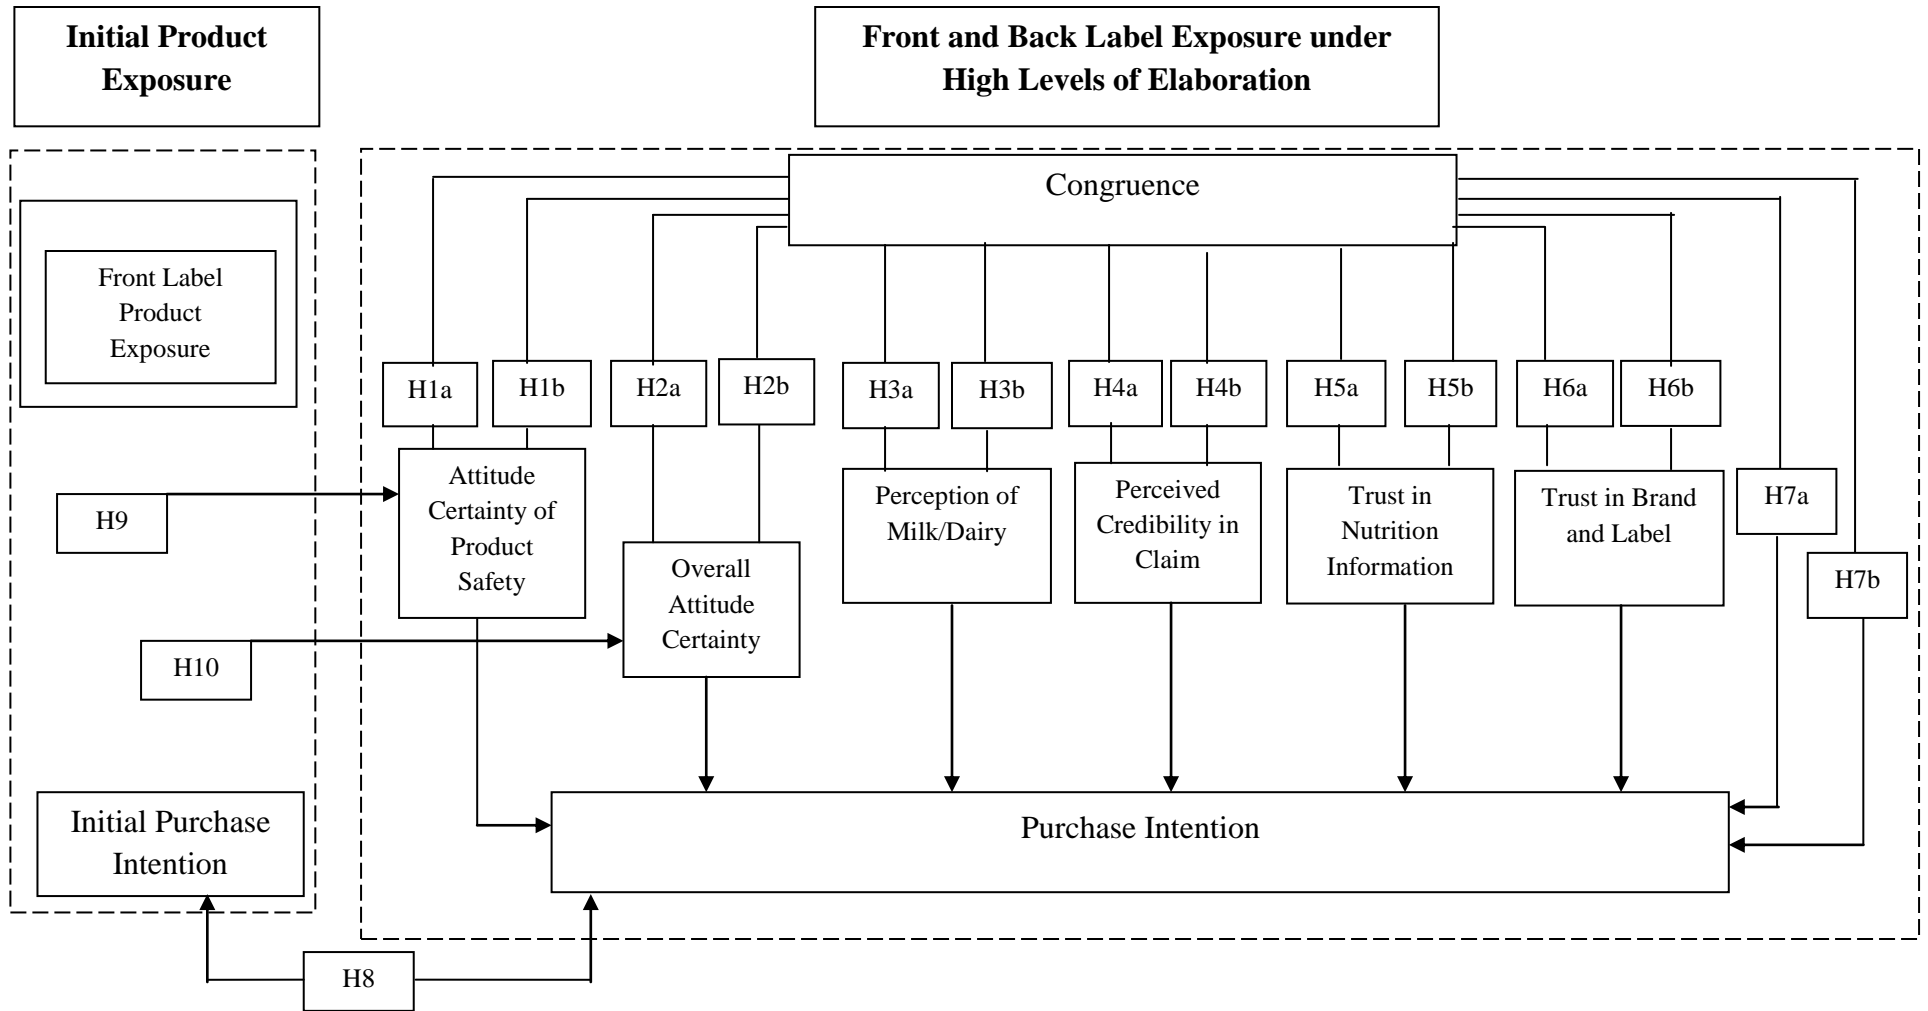 Initial Product
Exposure
Front and Back Label Exposure under
High Levels of Elaboration
Congruence
Front Label
Product
Exposure
H1a
H1b
H2a
H2b
H3a
H3b
H4a
H4b
H5a
H5b
H6a
H6b
H7a
H7b
H9
H10
Attitude
Certainty of
Product
Safety
Overall
Attitude
Certainty
Perception of
Milk/Dairy
Perceived
Credibility in
Claim
Trust in
Nutrition
Information
Trust in Brand
and Label
Initial Purchase
Intention
Purchase Intention
H8